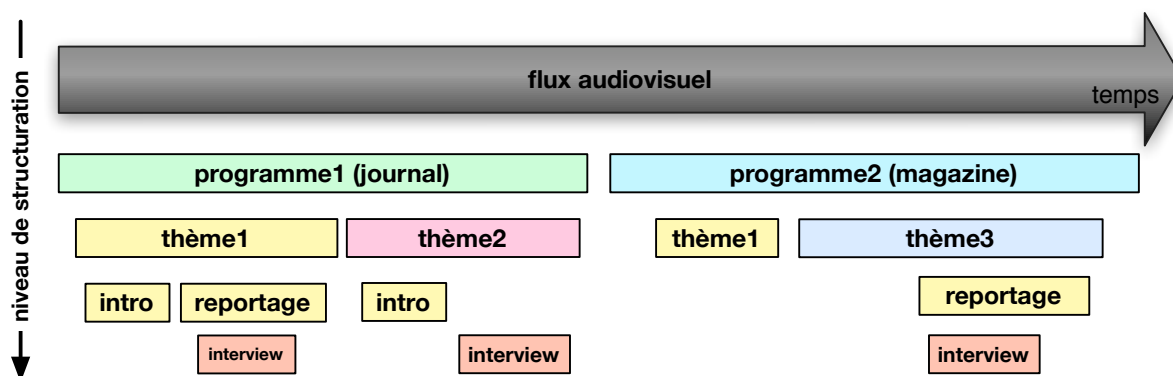 niveau de structuration
flux audiovisuel
temps
programme1 (journal)
programme2 (magazine)
thème1
thème2
thème1
thème3
intro
reportage
intro
reportage
interview
interview
interview